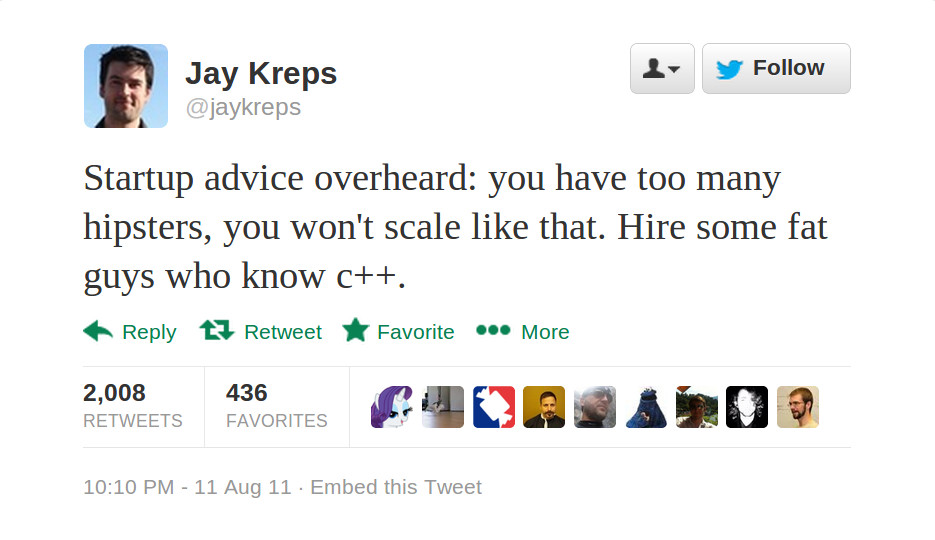 Jay Kreps
@jaykreps
Follow
Startup advice overheard: you have too many
hipsters, you won't scale like that. Hire some fat
guys who know c++.
Reply Retweet Favorite More
2,008 436
RETWEETS FAVORITES
10:10 PM - 11 Aug 11 · Embed this Tweet